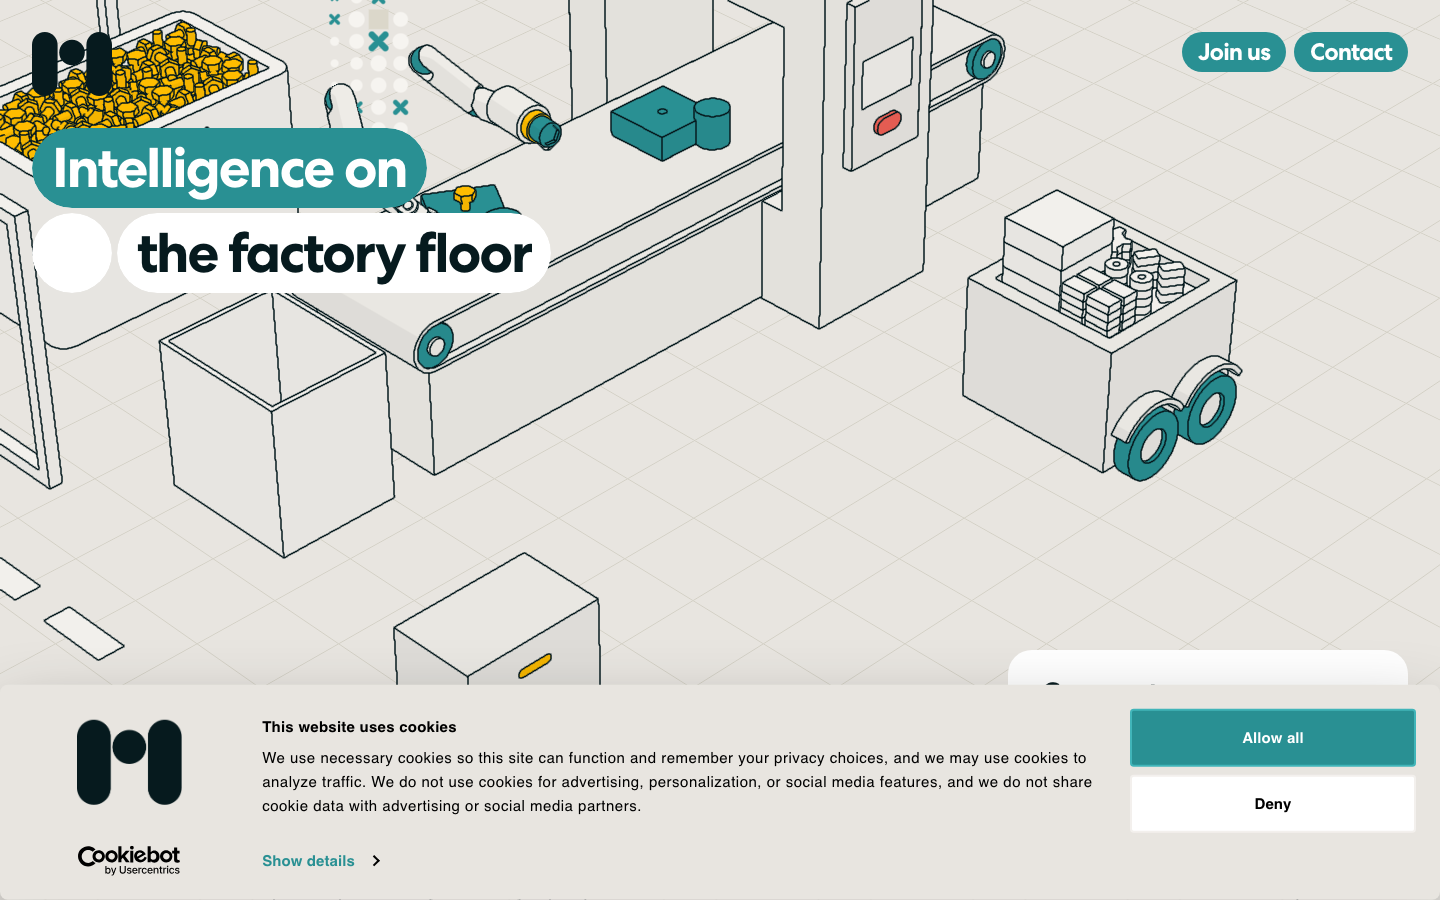 Join us
Contact
Intelligence on
the factory floor
This website uses cookies
We use necessary cookies so this site can function and remember your privacy choices, and we may use cookies to
analyze traffic. We do not use cookies for advertising, personalization, or social media features, and we do not share
cookie data with advertising or social media partners.
Show details
Allow all
Deny
Cookiebot
by Usercentrics